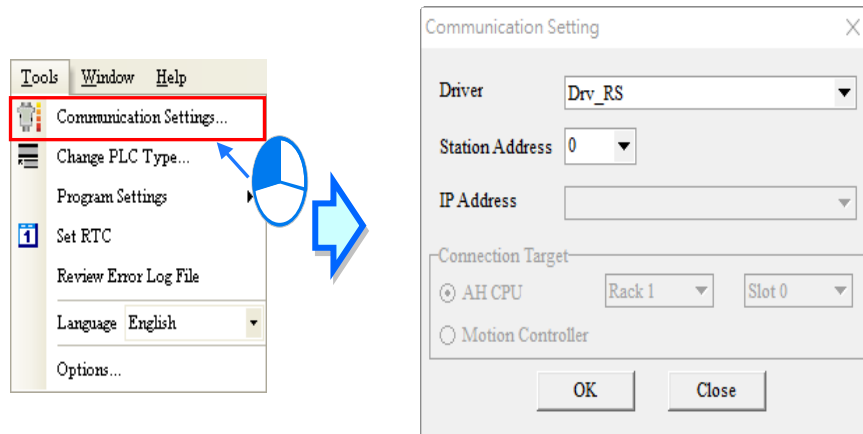 Tools Window Help
Communication Settings...
Change PLC Type...
Program Settings
1 Set RTC
Review Error Log File
Language English
Options...
Communication Setting
Driver Drv_RS
Station Address 0
IP Address
Connection Target
AH CPU Rack 1 Slot 0
Motion Controller
OK Close